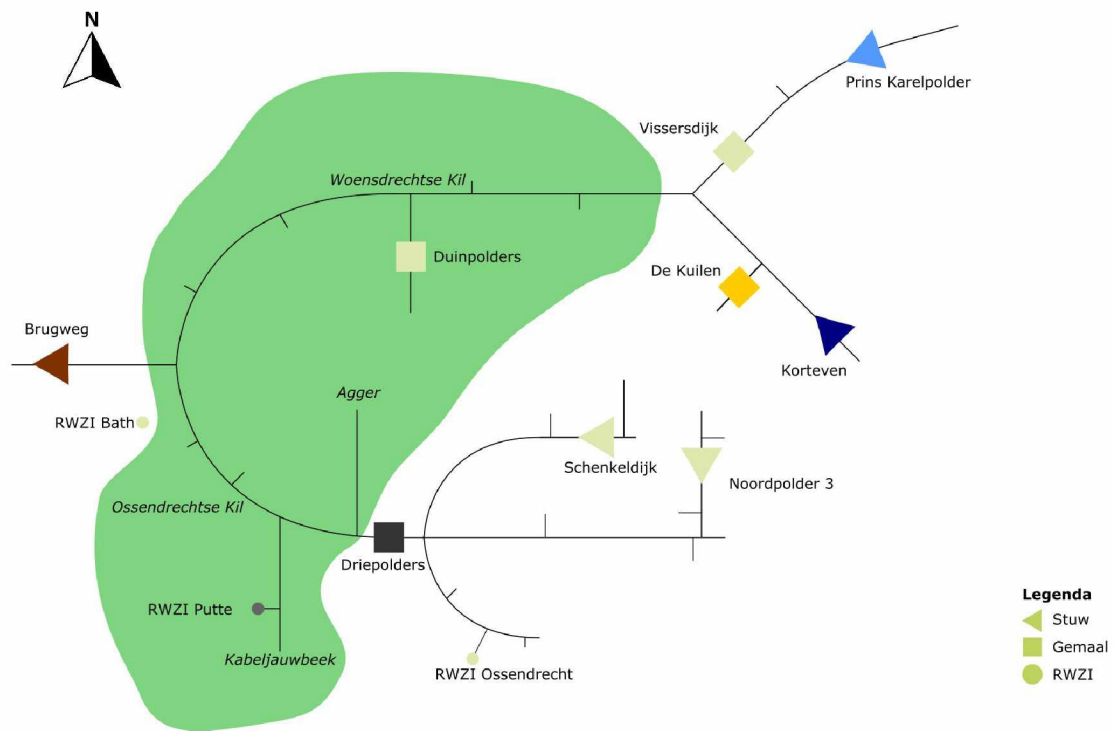 N
Prins Karelpolder
Vissersdijk
Woensdrechtse Kil
Duinpolders
De Kuilen
Brugweg
Korteven
Agger
RWZI Bath
Schenkeldijk
Noordpolder 3
Ossendrechtse Kil
Driepolders
RWZI Putte
Kabeljauwbeek
RWZI Ossendrecht
Legenda
Stuw
Gemaal
RWZI